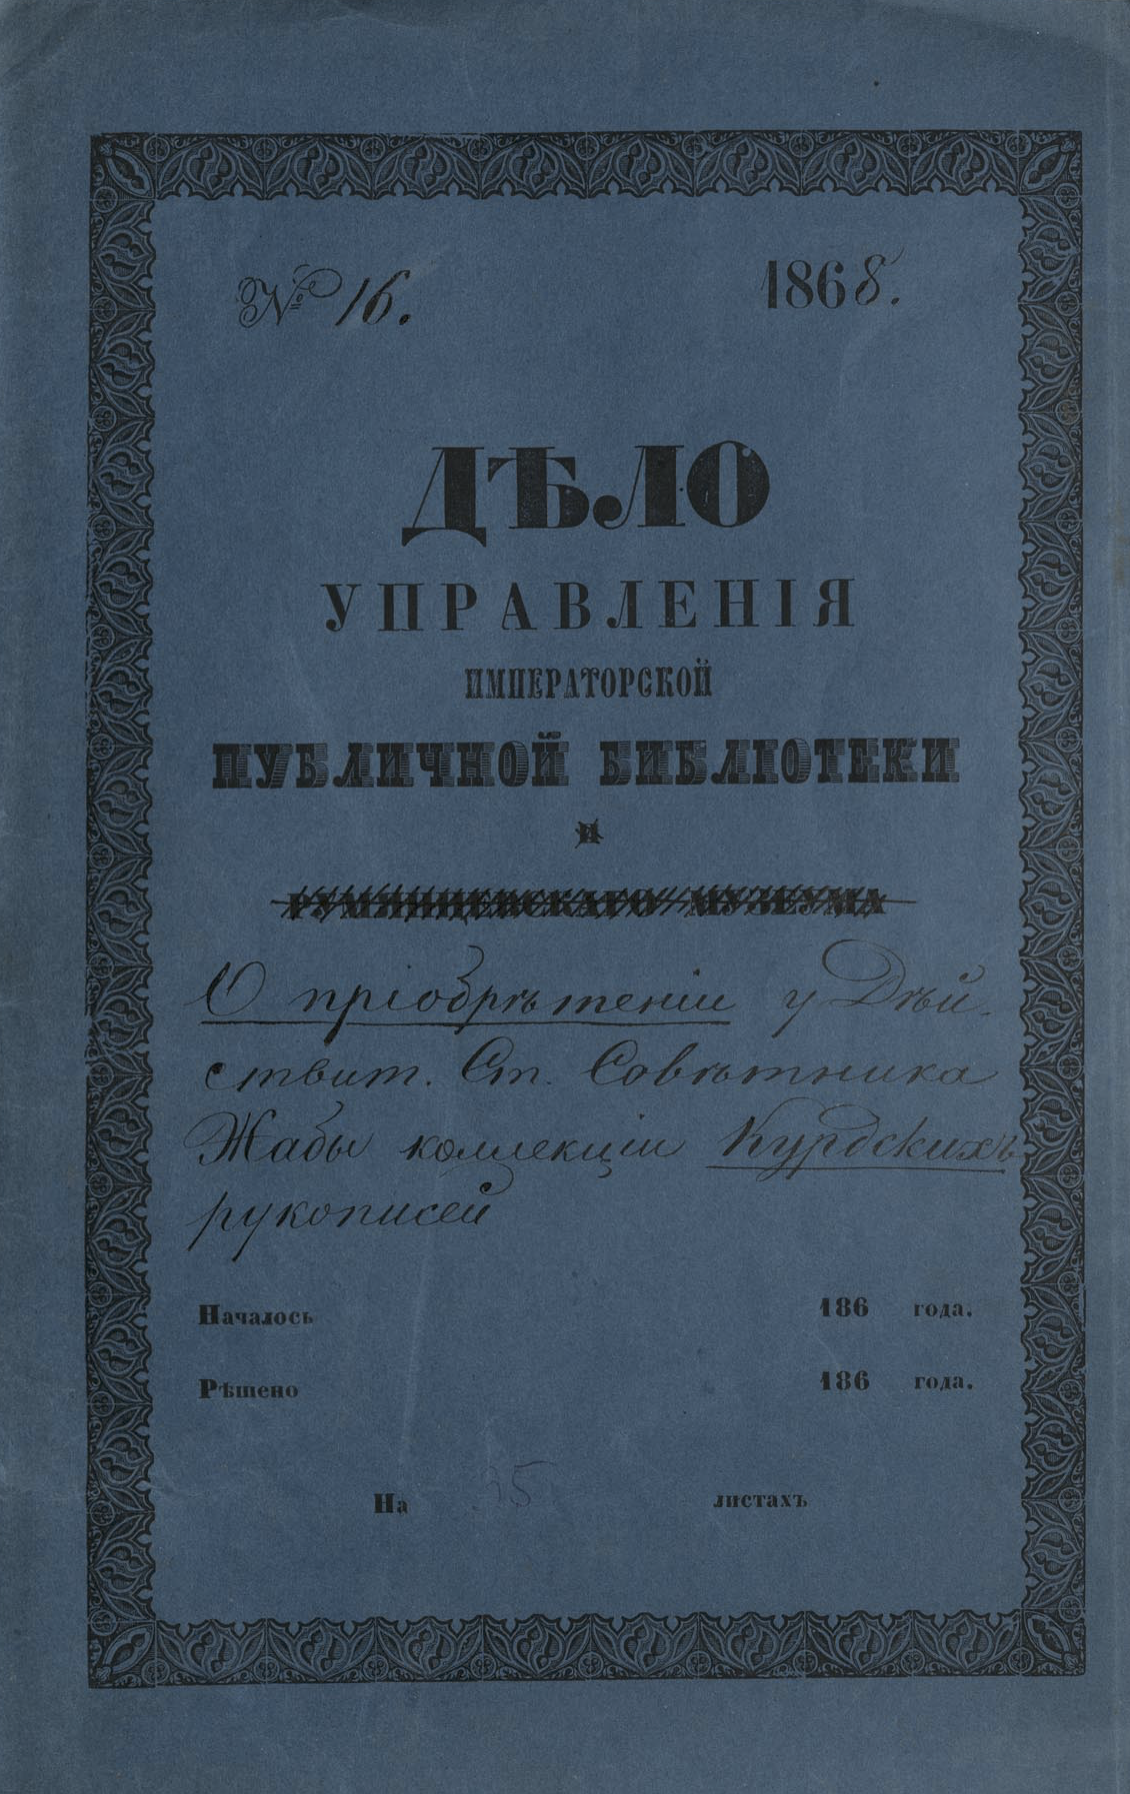 № 16. 1868.
ДѢЛО
УПРАВЛЕНІЯ
ИМПЕРАТОРСКОЙ
ПУБЛИЧНОЙ БИБЛІОТЕКИ
И
РУМЯНЦЕВСКАГО МУЗЕУМА
О пріобрѣтеніи у Дѣй-
ствит. Ст. Совѣтника
Жабы коллекціи Курдскихъ
рукописей
Началось 186 года.
Рѣшено 186 года.
На 35 листахъ